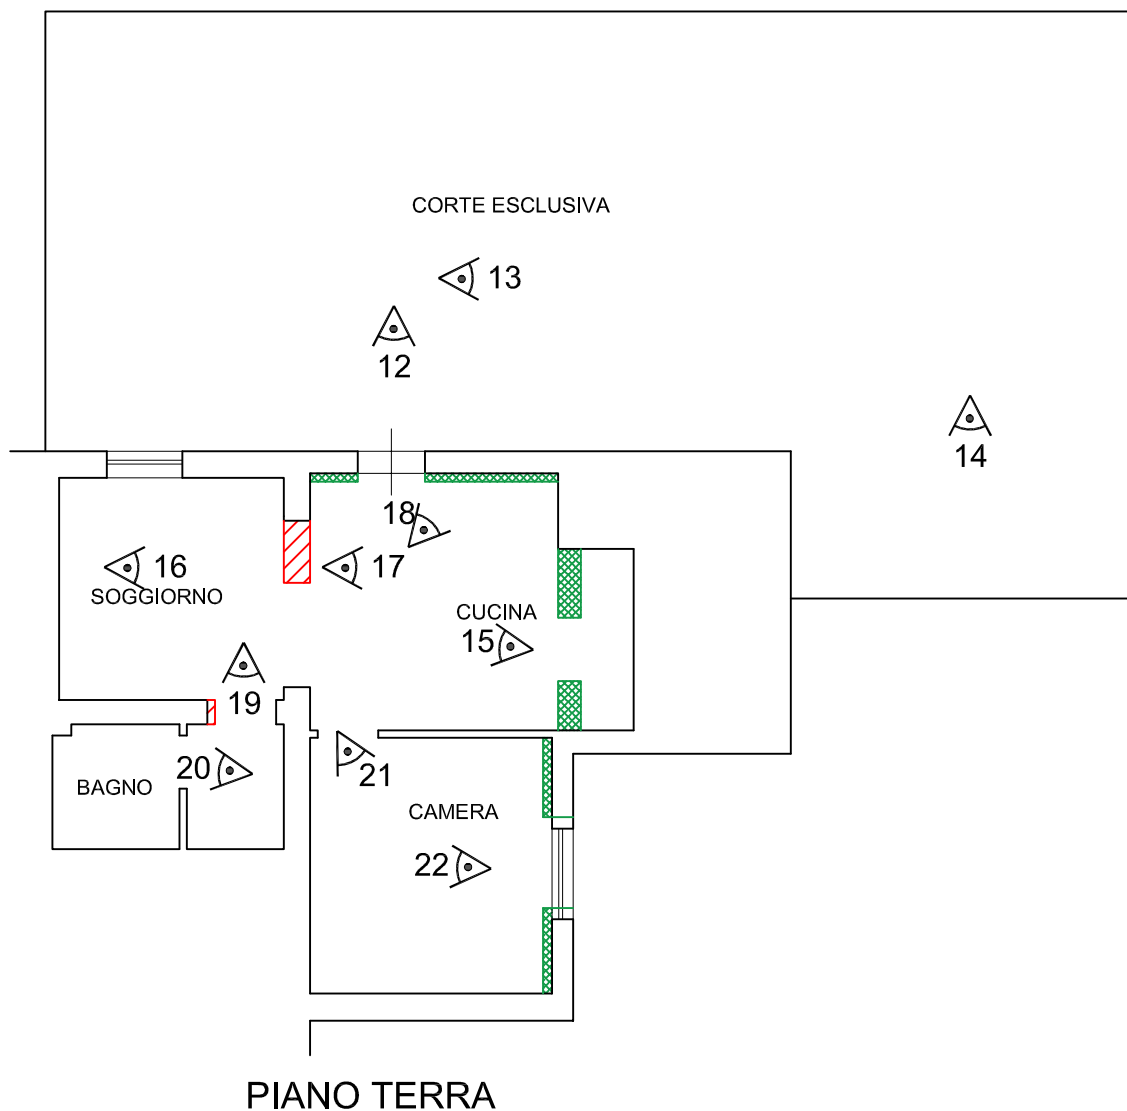 CORTE ESCLUSIVA
13
12
14
18
16
17
SOGGIORNO
CUCINA
15
19
20
21
BAGNO
CAMERA
22
PIANO TERRA